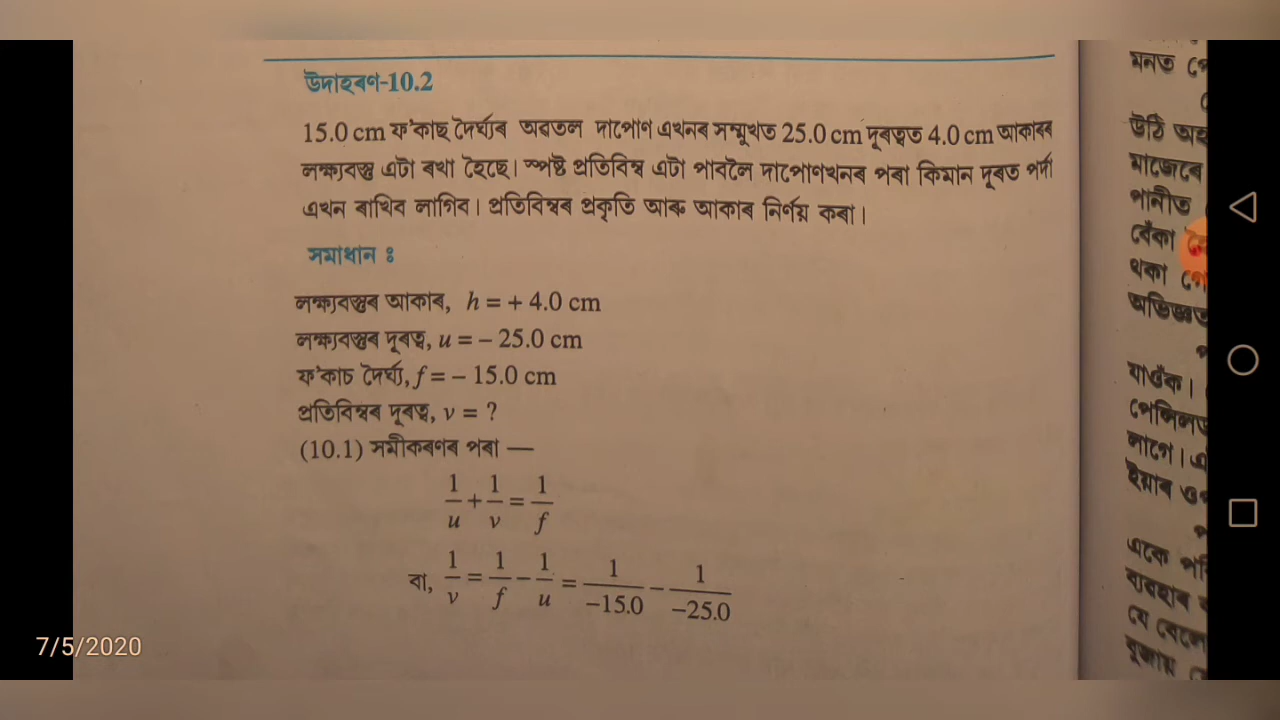 উদাহৰণ-10.2
15.0 cm ফ'কাছ দৈৰ্ঘ্যৰ অৱতল দাপোণ এখনৰ সন্মুখত 25.0 cm দূৰত্বত 4.0 cm আকাৰৰ
লক্ষ্যবস্তু এটা ৰখা হৈছে। স্পষ্ট প্ৰতিবিম্ব এটা পাবলৈ দাপোণখনৰ পৰা কিমান দূৰত পৰ্দা
এখন ৰাখিব লাগিব। প্ৰতিবিম্বৰ প্ৰকৃতি আৰু আকাৰ নিৰ্ণয় কৰা।
সমাধান ঃ
লক্ষ্যবস্তুৰ আকাৰ, h = + 4.0 cm
লক্ষ্যবস্তুৰ দূৰত্ব, u = – 25.0 cm
ফ'কাচ দৈৰ্ঘ্য, f = – 15.0 cm
প্ৰতিবিম্বৰ দূৰত্ব, v = ?
(10.1) সমীকৰণৰ পৰা —
1/u + 1/v = 1/f
বা, 1/v = 1/f – 1/u = 1/–15.0 – 1/–25.0
মনত
উঠি
মাজেৰে
পানীত
বেঁকা
থকা
যাওঁক।
লাগে।
ইয়াৰ
একে
ব্যৱহাৰ
যে
বুজায়
7/5/2020